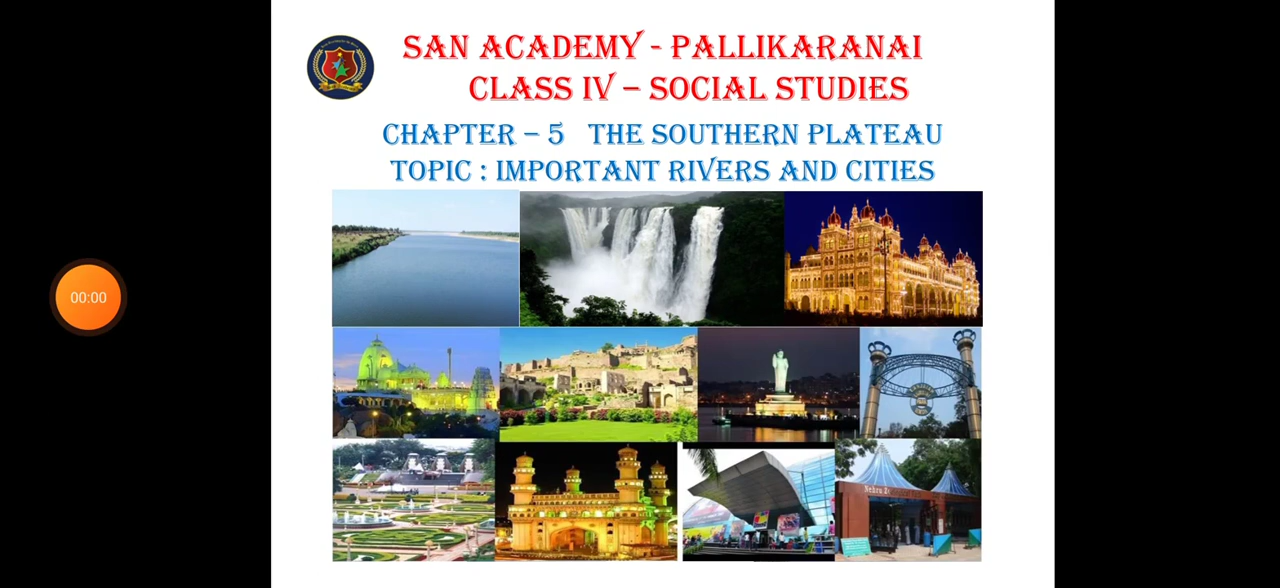 SAN ACADEMY - PALLIKARANAI
CLASS IV – SOCIAL STUDIES
CHAPTER – 5 THE SOUTHERN PLATEAU
TOPIC : IMPORTANT RIVERS AND CITIES
00:00
Nehru